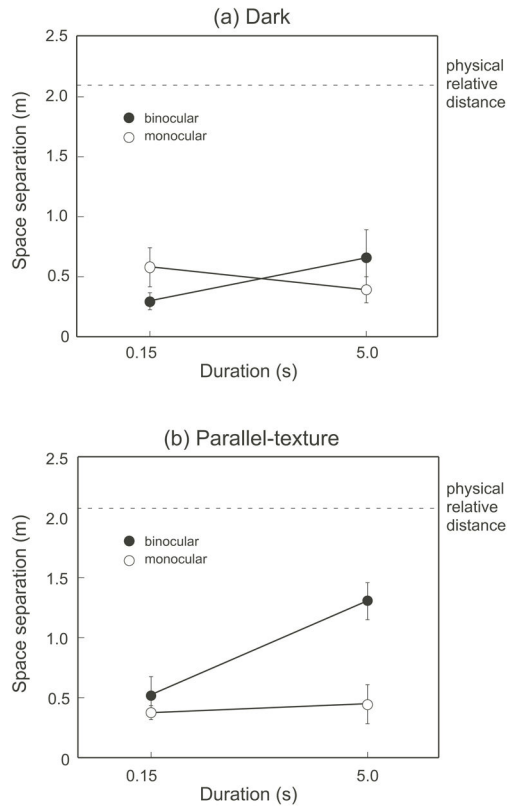 (a) Dark
2.5
physical
relative
distance
2.0
binocular
monocular
1.5
Space separation (m)
1.0
0.5
0
0.15 5.0
Duration (s)
(b) Parallel-texture
2.5
physical
relative
distance
2.0
binocular
monocular
1.5
Space separation (m)
1.0
0.5
0
0.15 5.0
Duration (s)